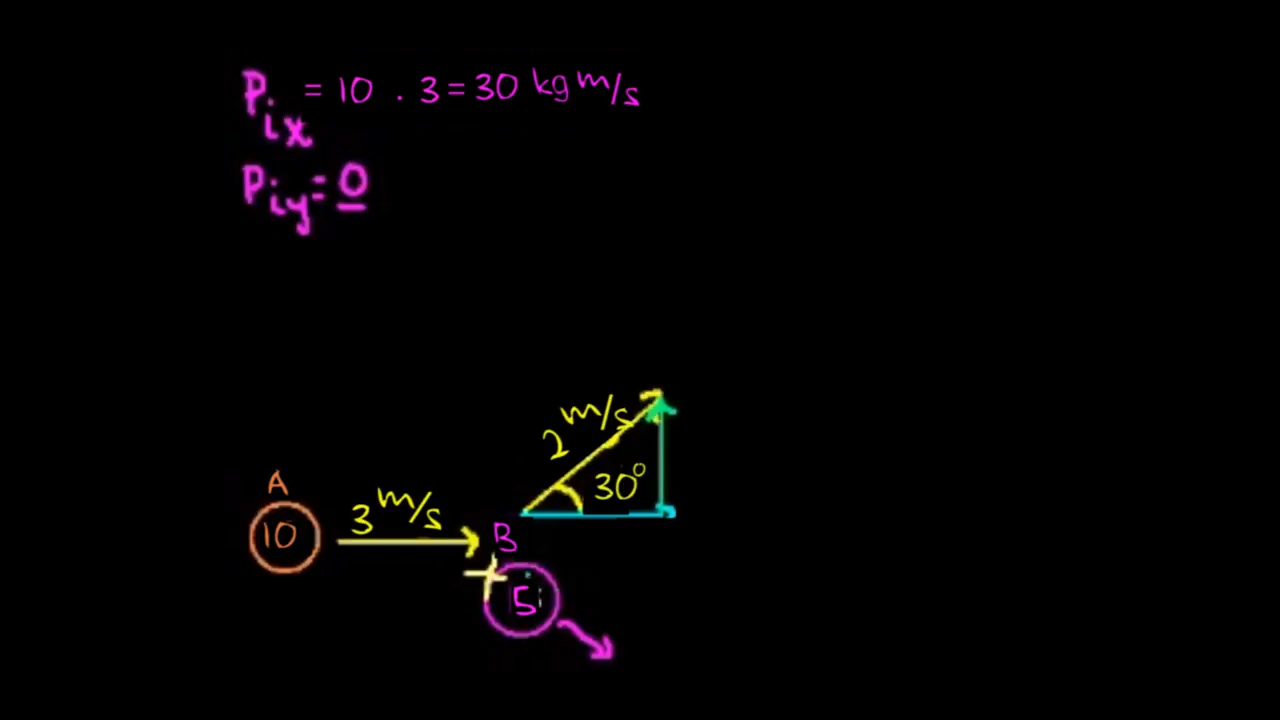 Pix = 10 . 3 = 30 kg m/s
Piy = 0
2 m/s
30°
A
10
3 m/s
B
5